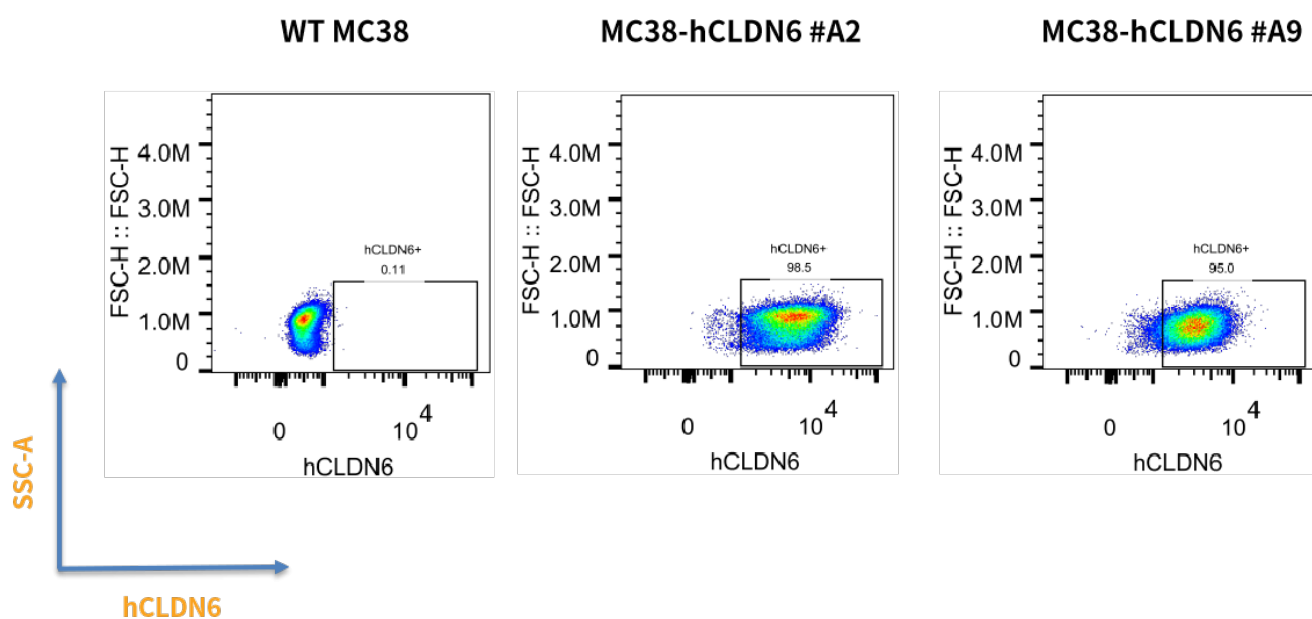 WT MC38
MC38-hCLDN6 #A2
MC38-hCLDN6 #A9
FSC-H :: FSC-H
4.0M
3.0M
2.0M
1.0M
0
hCLDN6+
0.11
0
10^4
hCLDN6
FSC-H :: FSC-H
4.0M
3.0M
2.0M
1.0M
0
hCLDN6+
98.5
0
10^4
hCLDN6
FSC-H :: FSC-H
4.0M
3.0M
2.0M
1.0M
0
hCLDN6+
95.0
0
10^4
hCLDN6
SSC-A
hCLDN6